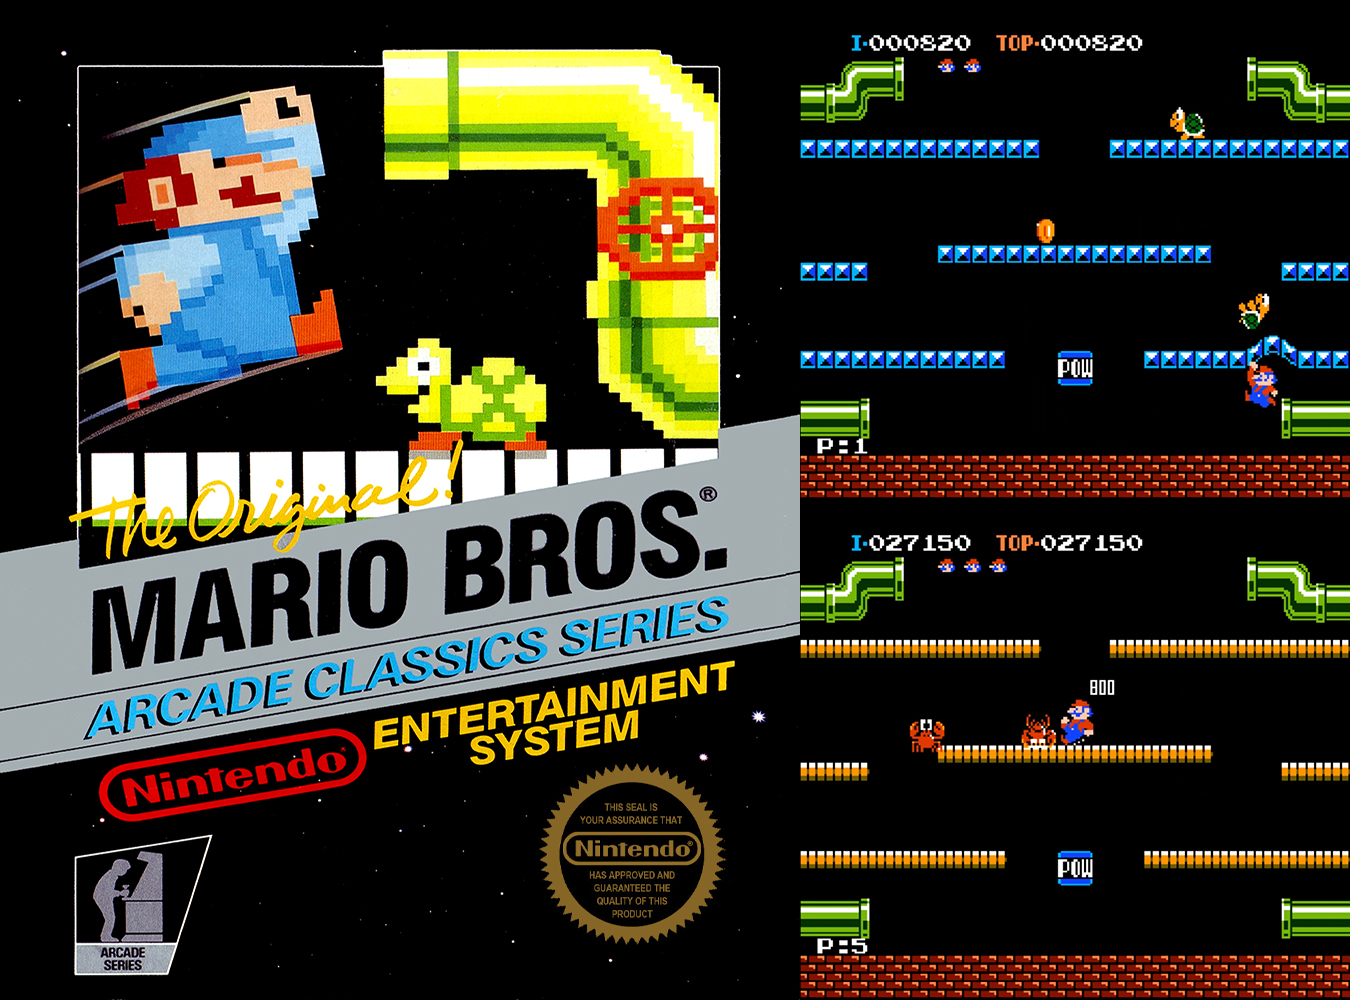 The Original!
MARIO BROS.®
ARCADE CLASSICS SERIES
Nintendo®
ENTERTAINMENT
SYSTEM
THIS SEAL IS
YOUR ASSURANCE THAT
Nintendo®
HAS APPROVED AND
GUARANTEED THE
QUALITY OF THIS
PRODUCT
ARCADE
SERIES
I-000820 TOP-000820
POW
P:1
I-027150 TOP-027150
800
POW
P:5